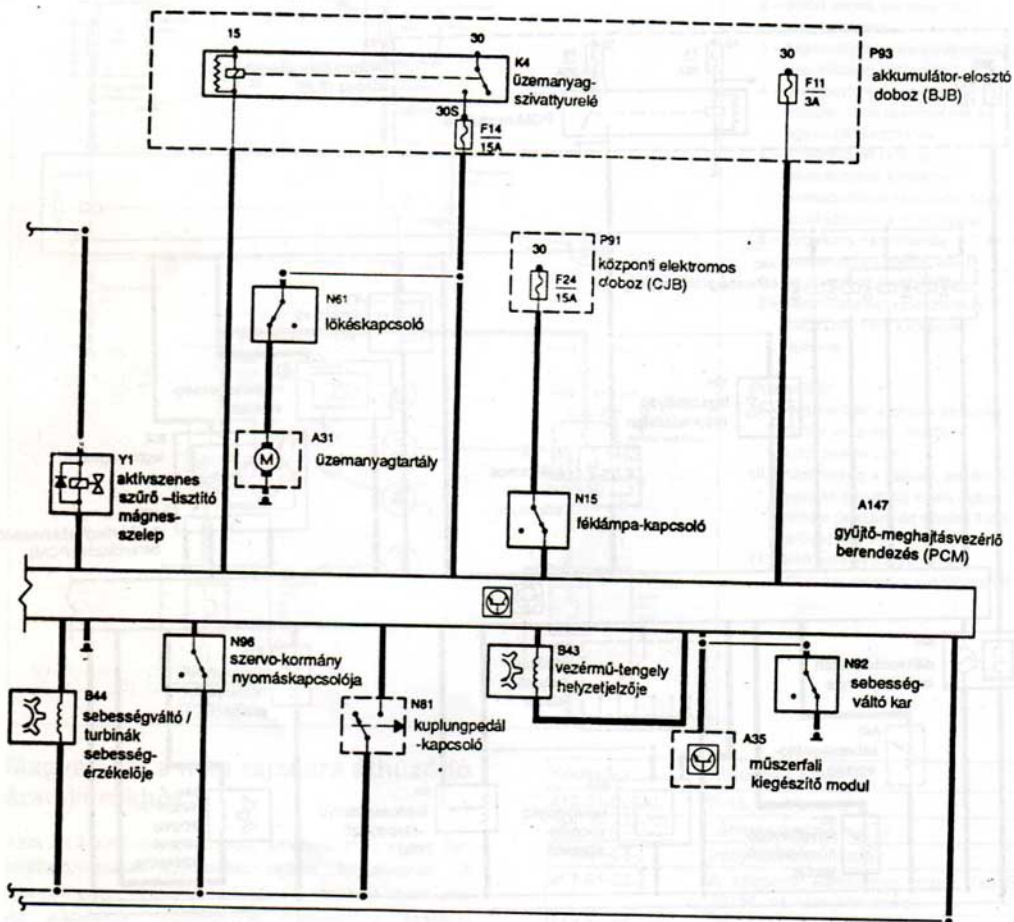 15
30
K4
üzemanyag-
szivattyurelé
30S
F14
15A
30
F11
3A
P93
akkumulátor-elosztó
doboz (BJB)
N61
lökéskapcsoló
30
F24
15A
P91
központi elektromos
doboz (CJB)
M
A31
üzemanyagtartály
Y1
aktívszenes
szűrő –tisztító
mágnes-
szelep
N15
féklámpa-kapcsoló
A147
gyűjtő-meghajtásvezérlő
berendezés (PCM)
B44
sebességváltó /
turbinák
sebesség-
érzékelője
N96
szervo-kormány
nyomáskapcsolója
N81
kuplungpedál
-kapcsoló
B43
vezérmű-tengely
helyzetjelzője
A35
műszerfali
kiegészítő modul
N92
sebesség-
váltó kar